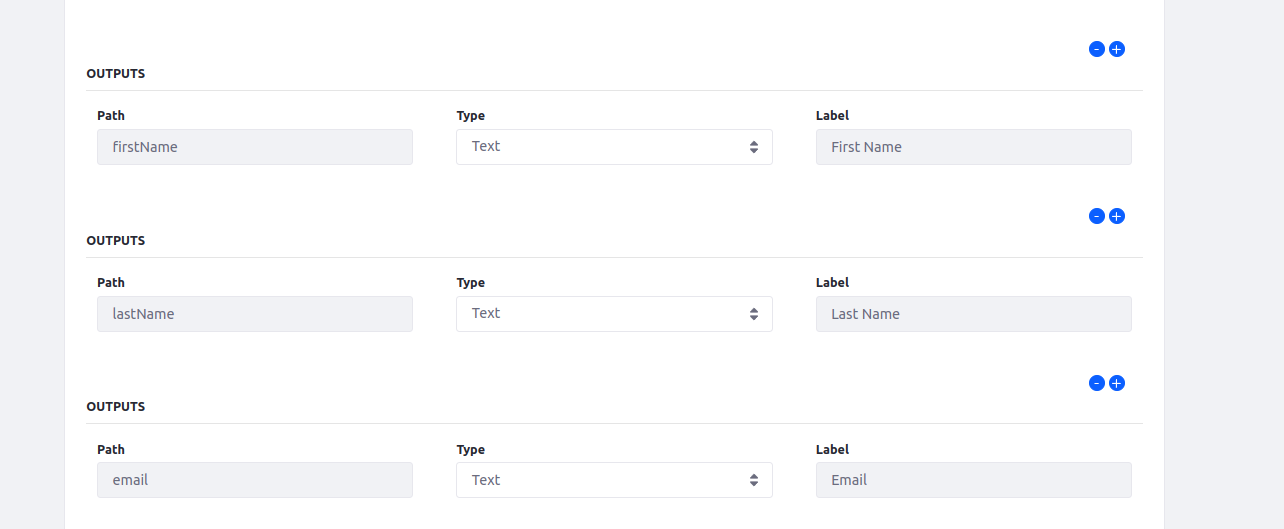 - +
OUTPUTS
Path Type Label
firstName Text First Name
- +
OUTPUTS
Path Type Label
lastName Text Last Name
- +
OUTPUTS
Path Type Label
email Text Email